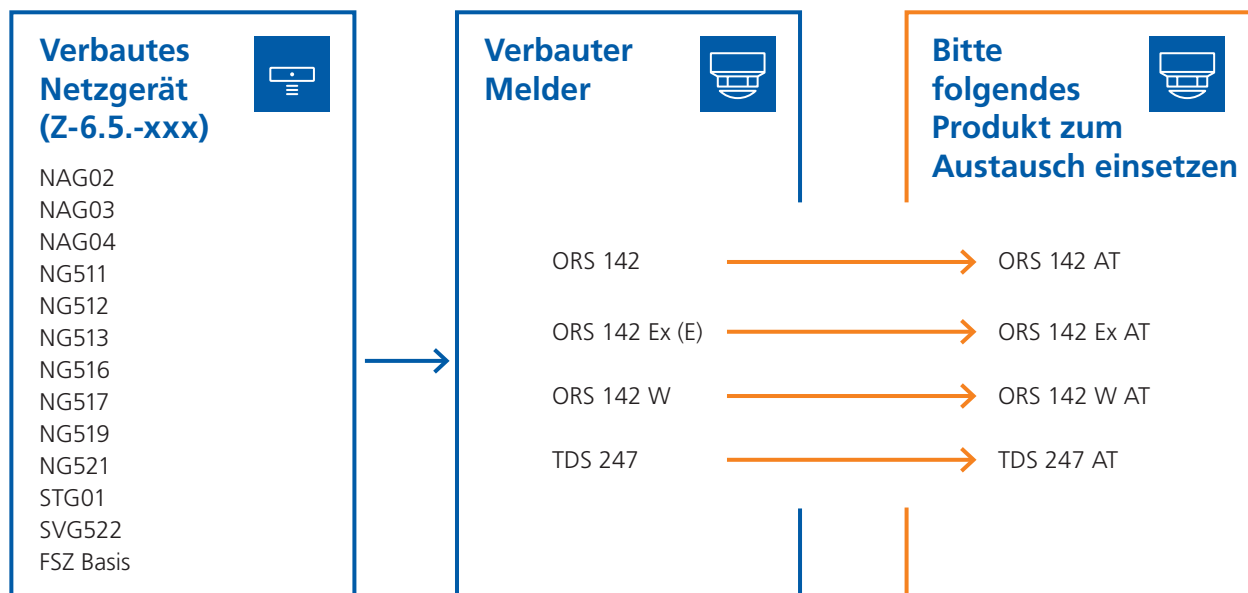 Verbautes
Netzgerät
(Z-6.5.-xxx)
NAG02
NAG03
NAG04
NG511
NG512
NG513
NG516
NG517
NG519
NG521
STG01
SVG522
FSZ Basis
Verbauter
Melder
ORS 142
ORS 142 Ex (E)
ORS 142 W
TDS 247
Bitte
folgendes
Produkt zum
Austausch einsetzen
ORS 142 AT
ORS 142 Ex AT
ORS 142 W AT
TDS 247 AT